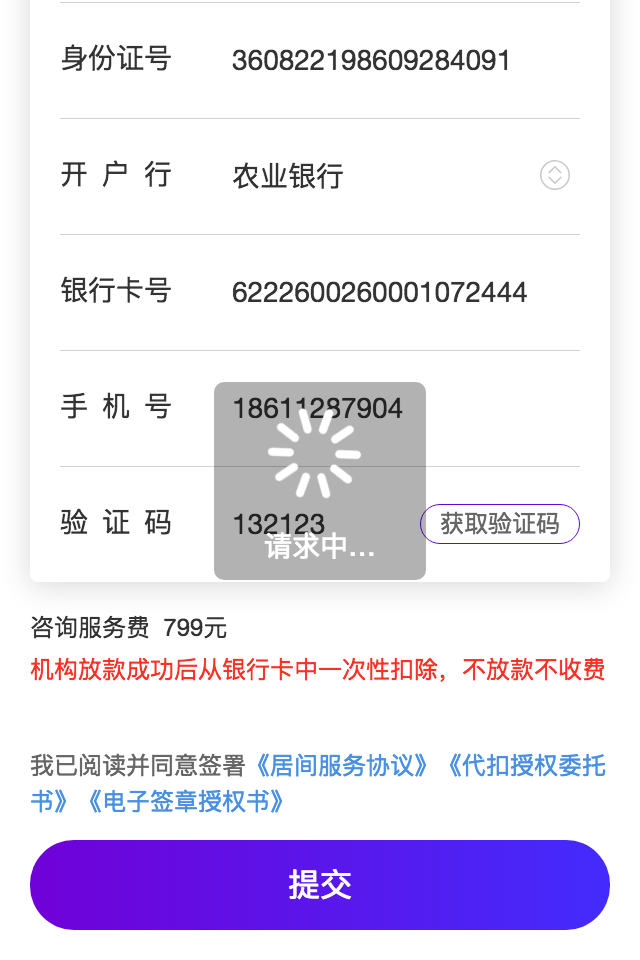 身份证号 360822198609284091
开户行 农业银行
银行卡号 6222600260001072444
手机号 18611287904
验证码 132123 获取验证码
请求中...
咨询服务费 799元
机构放款成功后从银行卡中一次性扣除，不放款不收费
我已阅读并同意签署《居间服务协议》《代扣授权委托
书》《电子签章授权书》
提交